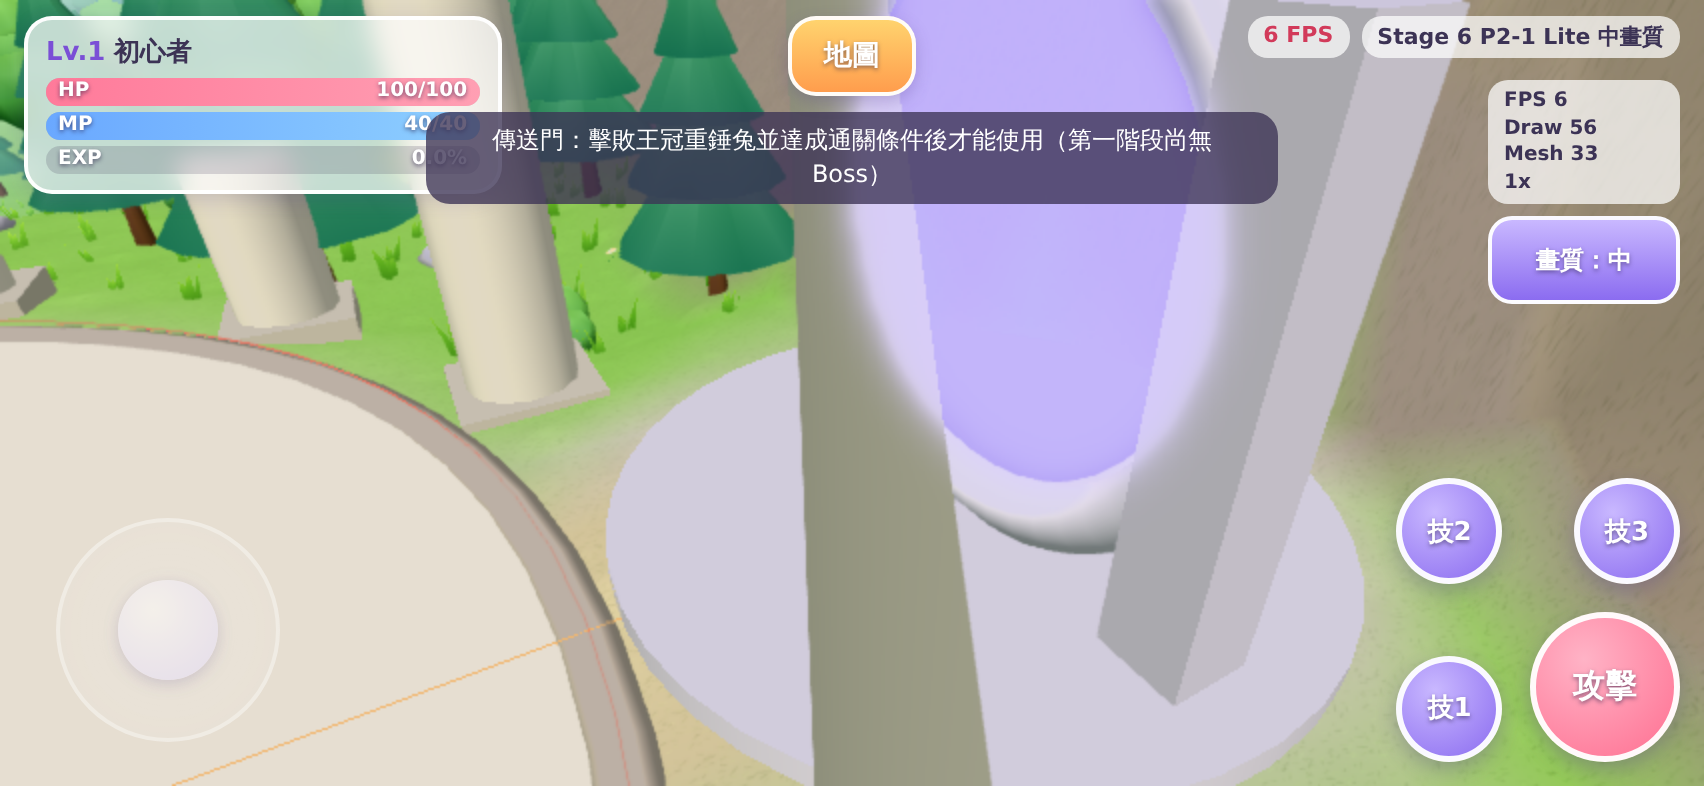 Lv.1 初心者
HP 100/100
MP 40/40
EXP 0.0%
地圖
6 FPS
Stage 6 P2-1 Lite 中畫質
傳送門：擊敗王冠重錘兔並達成通關條件後才能使用（第一階段尚無
Boss）
FPS 6
Draw 56
Mesh 33
1x
畫質：中
技2
技3
技1
攻擊